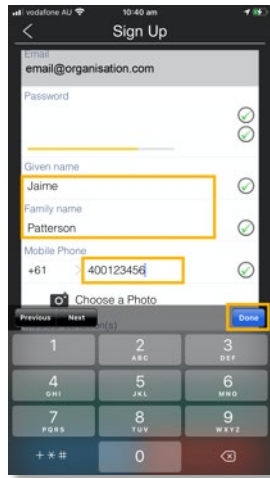 vodafone AU 10:40 am
Sign Up
Email
email@organisation.com
Password
Given name
Jaime
Family name
Patterson
Mobile Phone
+61 > 400123456
Choose a Photo
Previous Next Done
1 2 3
ABC DEF
4 5 6
GHI JKL MNO
7 8 9
PQRS TUV WXYZ
+*# 0